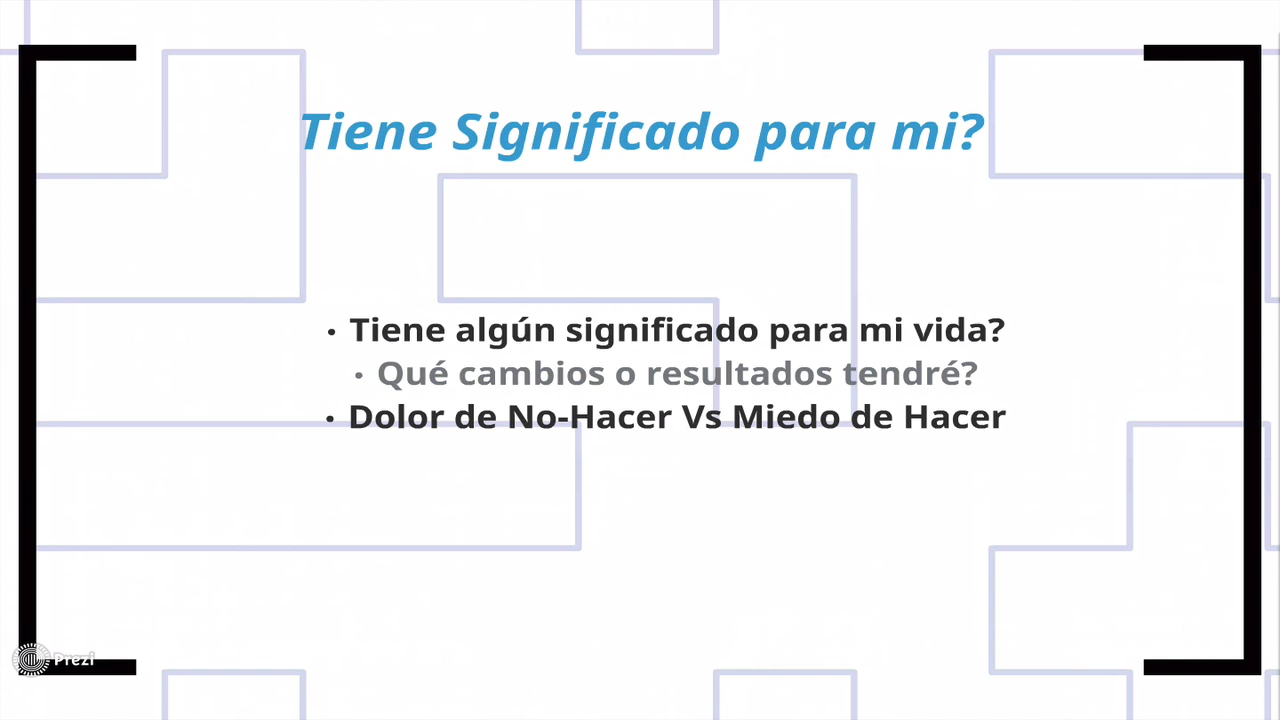 Tiene Significado para mi?
• Tiene algún significado para mi vida?
• Qué cambios o resultados tendré?
• Dolor de No-Hacer Vs Miedo de Hacer
Prezi